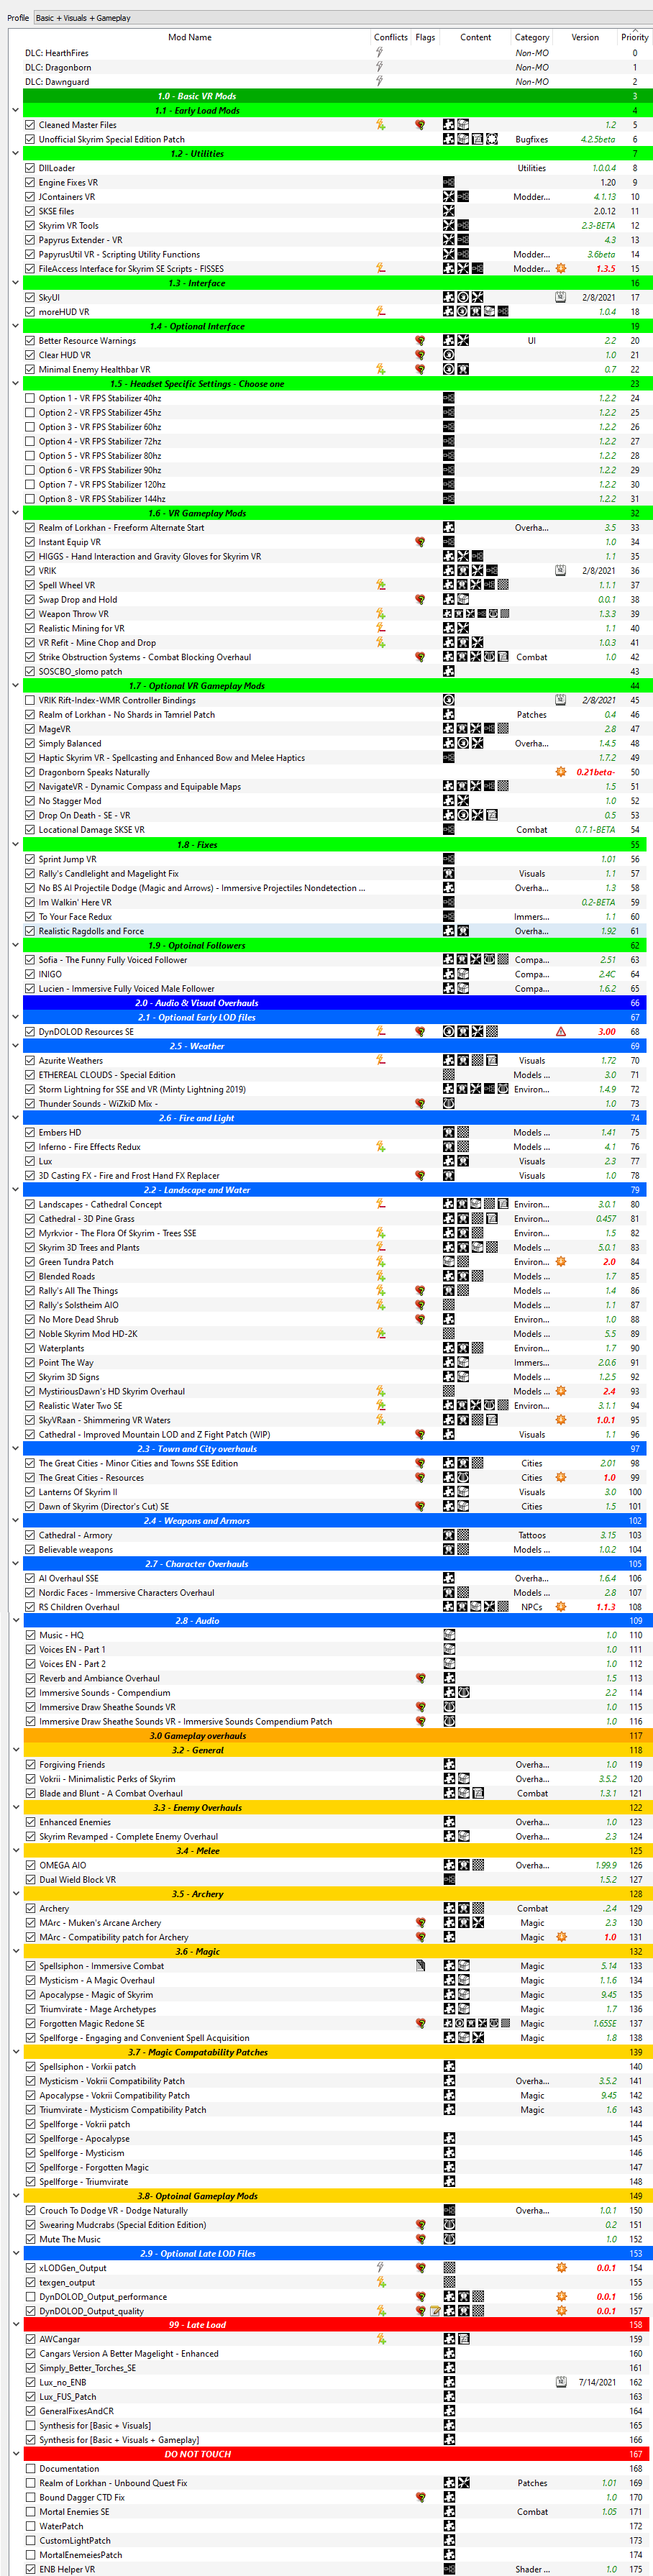 Profile Basic + Visuals + Gameplay
Mod Name Conflicts Flags Content Category Version Priority
DLC: HearthFires Non-MO 0
DLC: Dragonborn Non-MO 1
DLC: Dawnguard Non-MO 2
1.0 - Basic VR Mods 3
1.1 - Early Load Mods 4
Cleaned Master Files 1.2 5
Unofficial Skyrim Special Edition Patch Bugfixes 4.2.5beta 6
1.2 - Utilities 7
DllLoader Utilities 1.0.0.4 8
Engine Fixes VR 1.20 9
JContainers VR Modder... 4.1.13 10
SKSE files 2.0.12 11
Skyrim VR Tools 2.3-BETA 12
Papyrus Extender - VR 4.3 13
PapyrusUtil VR - Scripting Utility Functions Modder... 3.6beta 14
FileAccess Interface for Skyrim SE Scripts - FISSES Modder... 1.3.5 15
1.3 - Interface 16
SkyUI 2/8/2021 17
moreHUD VR 1.0.4 18
1.4 - Optional Interface 19
Better Resource Warnings UI 2.2 20
Clear HUD VR 1.0 21
Minimal Enemy Healthbar VR 0.7 22
1.5 - Headset Specific Settings - Choose one 23
Option 1 - VR FPS Stabilizer 40hz 1.2.2 24
Option 2 - VR FPS Stabilizer 45hz 1.2.2 25
Option 3 - VR FPS Stabilizer 60hz 1.2.2 26
Option 4 - VR FPS Stabilizer 72hz 1.2.2 27
Option 5 - VR FPS Stabilizer 80hz 1.2.2 28
Option 6 - VR FPS Stabilizer 90hz 1.2.2 29
Option 7 - VR FPS Stabilizer 120hz 1.2.2 30
Option 8 - VR FPS Stabilizer 144hz 1.2.2 31
1.6 - VR Gameplay Mods 32
Realm of Lorkhan - Freeform Alternate Start Overha... 3.5 33
Instant Equip VR 1.0 34
HIGGS - Hand Interaction and Gravity Gloves for Skyrim VR 1.1 35
VRIK 2/8/2021 36
Spell Wheel VR 1.1.1 37
Swap Drop and Hold 0.0.1 38
Weapon Throw VR 1.3.3 39
Realistic Mining for VR 1.1 40
VR Refit - Mine Chop and Drop 1.0.3 41
Strike Obstruction Systems - Combat Blocking Overhaul Combat 1.0 42
SOSCBO_slomo patch 43
1.7 - Optional VR Gameplay Mods 44
VRIK Rift-Index-WMR Controller Bindings 2/8/2021 45
Realm of Lorkhan - No Shards in Tamriel Patch Patches 0.4 46
MageVR 2.8 47
Simply Balanced Overha... 1.4.5 48
Haptic Skyrim VR - Spellcasting and Enhanced Bow and Melee Haptics 1.7.2 49
Dragonborn Speaks Naturally 0.21beta- 50
NavigateVR - Dynamic Compass and Equipable Maps 1.5 51
No Stagger Mod 1.0 52
Drop On Death - SE - VR 0.5 53
Locational Damage SKSE VR Combat 0.7.1-BETA 54
1.8 - Fixes 55
Sprint Jump VR 1.01 56
Rally's Candlelight and Magelight Fix Visuals 1.1 57
No BS AI Projectile Dodge (Magic and Arrows) - Immersive Projectiles Nondetection ... Overha... 1.3 58
Im Walkin' Here VR 0.2-BETA 59
To Your Face Redux Immers... 1.1 60
Realistic Ragdolls and Force Overha... 1.92 61
1.9 - Optoinal Followers 62
Sofia - The Funny Fully Voiced Follower Compa... 2.51 63
INIGO Compa... 2.4C 64
Lucien - Immersive Fully Voiced Male Follower Compa... 1.6.2 65
2.0 - Audio & Visual Overhauls 66
2.1 - Optional Early LOD files 67
DynDOLOD Resources SE 3.00 68
2.5 - Weather 69
Azurite Weathers Visuals 1.72 70
ETHEREAL CLOUDS - Special Edition Models ... 3.0 71
Storm Lightning for SSE and VR (Minty Lightning 2019) Environ... 1.4.9 72
Thunder Sounds - WiZkiD Mix - 1.0 73
2.6 - Fire and Light 74
Embers HD Models ... 1.41 75
Inferno - Fire Effects Redux Models ... 4.1 76
Lux Visuals 2.3 77
3D Casting FX - Fire and Frost Hand FX Replacer Visuals 1.0 78
2.2 - Landscape and Water 79
Landscapes - Cathedral Concept Environ... 3.0.1 80
Cathedral - 3D Pine Grass Environ... 0.457 81
Myrkvior - The Flora Of Skyrim - Trees SSE Environ... 1.5 82
Skyrim 3D Trees and Plants Models ... 5.0.1 83
Green Tundra Patch Environ... 2.0 84
Blended Roads Models ... 1.7 85
Rally's All The Things Models ... 1.4 86
Rally's Solstheim AIO Models ... 1.1 87
No More Dead Shrub Environ... 1.0 88
Noble Skyrim Mod HD-2K Models ... 5.5 89
Waterplants Environ... 1.7 90
Point The Way Immers... 2.0.6 91
Skyrim 3D Signs Models ... 1.2.5 92
MystiriousDawn's HD Skyrim Overhaul Models ... 2.4 93
Realistic Water Two SE Environ... 3.1.1 94
SkyVRaan - Shimmering VR Waters Environ... 1.0.1 95
Cathedral - Improved Mountain LOD and Z Fight Patch (WIP) Visuals 1.1 96
2.3 - Town and City overhauls 97
The Great Cities - Minor Cities and Towns SSE Edition Cities 2.01 98
The Great Cities - Resources Cities 1.0 99
Lanterns Of Skyrim II Visuals 3.0 100
Dawn of Skyrim (Director's Cut) SE Cities 1.5 101
2.4 - Weapons and Armors 102
Cathedral - Armory Tattoos 3.15 103
Believable weapons Models ... 1.0.2 104
2.7 - Character Overhauls 105
AI Overhaul SSE Overha... 1.6.4 106
Nordic Faces - Immersive Characters Overhaul Models ... 2.8 107
RS Children Overhaul NPCs 1.1.3 108
2.8 - Audio 109
Music - HQ 1.0 110
Voices EN - Part 1 1.0 111
Voices EN - Part 2 1.0 112
Reverb and Ambiance Overhaul 1.5 113
Immersive Sounds - Compendium 2.2 114
Immersive Draw Sheathe Sounds VR 1.0 115
Immersive Draw Sheathe Sounds VR - Immersive Sounds Compendium Patch 1.0 116
3.0 Gameplay overhauls 117
3.2 - General 118
Forgiving Friends Overha... 1.0 119
Vokrii - Minimalistic Perks of Skyrim Overha... 3.5.2 120
Blade and Blunt - A Combat Overhaul Combat 1.3.1 121
3.3 - Enemy Overhauls 122
Enhanced Enemies Overha... 1.0 123
Skyrim Revamped - Complete Enemy Overhaul Overha... 2.3 124
3.4 - Melee 125
OMEGA AIO Overha... 1.99.9 126
Dual Wield Block VR 1.5.2 127
3.5 - Archery 128
Archery Combat .2.4 129
MArc - Muken's Arcane Archery Magic 2.3 130
MArc - Compatibility patch for Archery Magic 1.0 131
3.6 - Magic 132
Spellsiphon - Immersive Combat Magic 5.14 133
Mysticism - A Magic Overhaul Magic 1.1.6 134
Apocalypse - Magic of Skyrim Magic 9.45 135
Triumvirate - Mage Archetypes Magic 1.7 136
Forgotten Magic Redone SE Magic 1.65SE 137
Spellforge - Engaging and Convenient Spell Acquisition Magic 1.8 138
3.7 - Magic Compatability Patches 139
Spellsiphon - Vorkii patch 140
Mysticism - Vokrii Compatibility Patch Overha... 3.5.2 141
Apocalypse - Vokrii Compatibility Patch Magic 9.45 142
Triumvirate - Mysticism Compatibility Patch Magic 1.6 143
Spellforge - Vokrii patch 144
Spellforge - Apocalypse 145
Spellforge - Mysticism 146
Spellforge - Forgotten Magic 147
Spellforge - Triumvirate 148
3.8- Optoinal Gameplay Mods 149
Crouch To Dodge VR - Dodge Naturally Overha... 1.0.1 150
Swearing Mudcrabs (Special Edition Edition) 0.2 151
Mute The Music 1.0 152
2.9 - Optional Late LOD Files 153
xLODGen_Output 0.0.1 154
texgen_output 155
DynDOLOD_Output_performance 0.0.1 156
DynDOLOD_Output_quality 0.0.1 157
99 - Late Load 158
AWCangar 159
Cangars Version A Better Magelight - Enhanced 160
Simply_Better_Torches_SE 161
Lux_no_ENB 7/14/2021 162
Lux_FUS_Patch 163
GeneralFixesAndCR 164
Synthesis for [Basic + Visuals] 165
Synthesis for [Basic + Visuals + Gameplay] 166
DO NOT TOUCH 167
Documentation 168
Realm of Lorkhan - Unbound Quest Fix Patches 1.01 169
Bound Dagger CTD Fix 1.0 170
Mortal Enemies SE Combat 1.05 171
WaterPatch 172
CustomLightPatch 173
MortalEnemeiesPatch 174
ENB Helper VR Shader ... 1.0 175